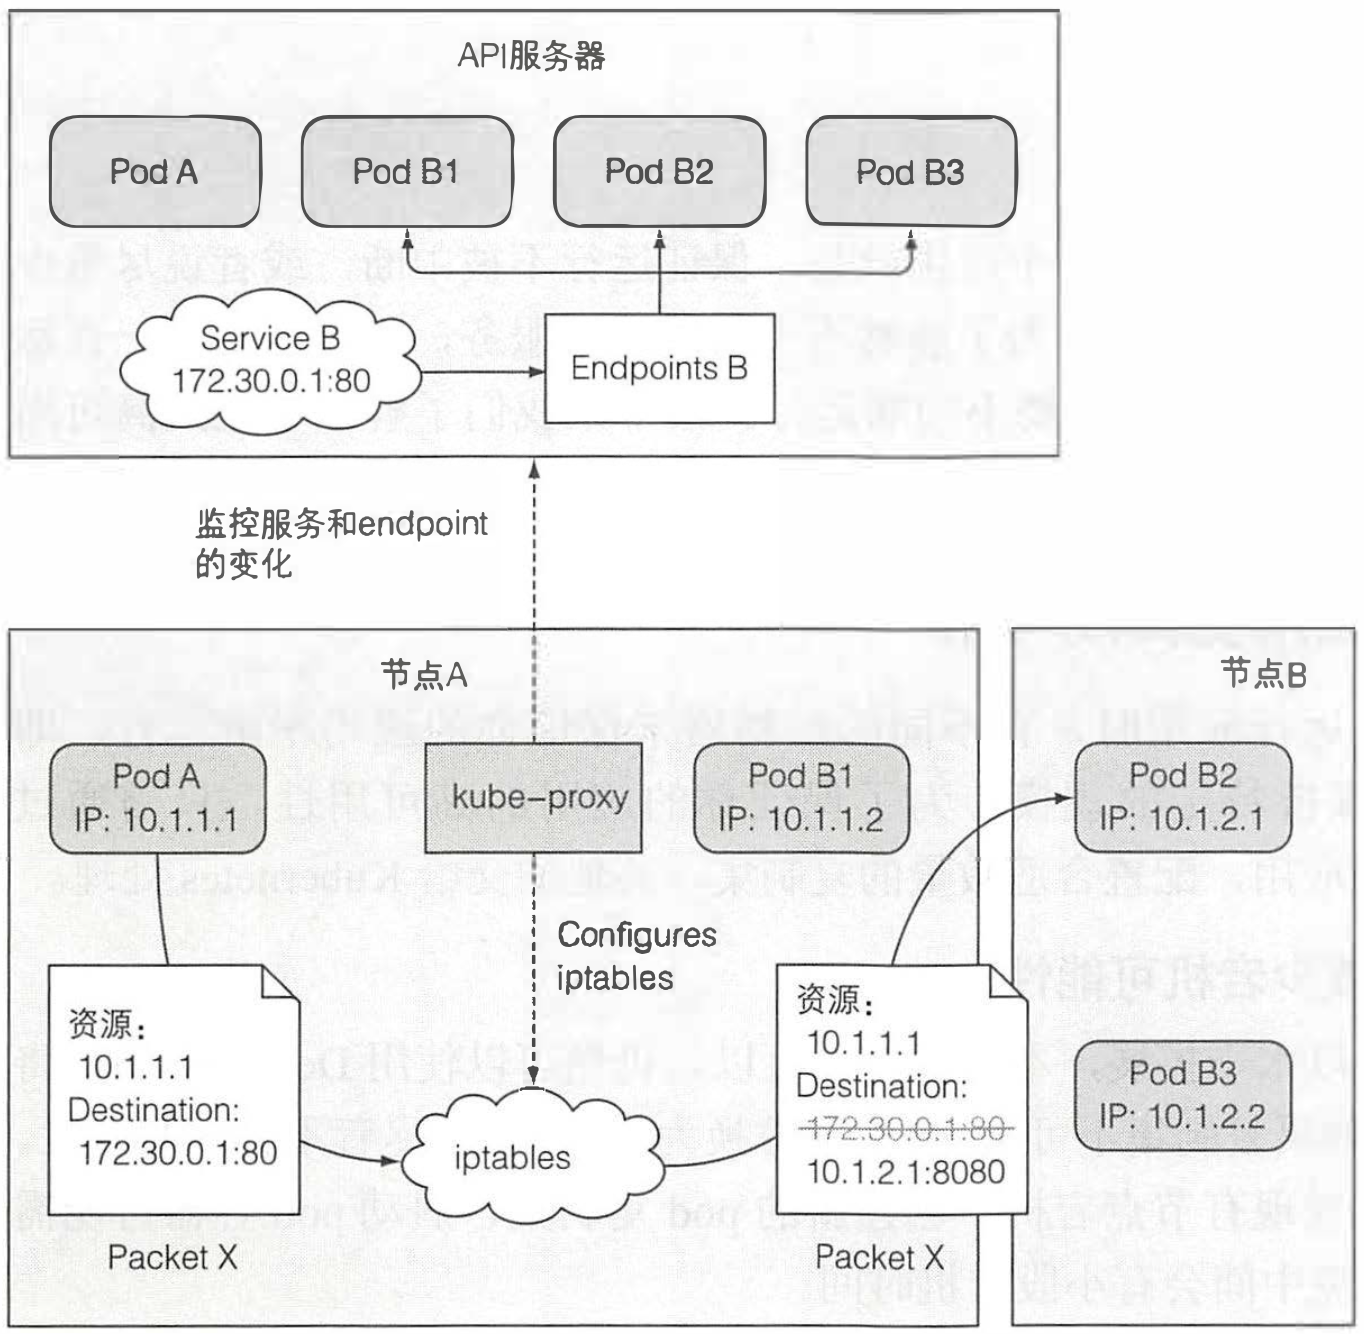 API服务器
Pod A
Pod B1
Pod B2
Pod B3
Service B
172.30.0.1:80
Endpoints B
监控服务和endpoint
的变化
节点A
节点B
Pod A
IP: 10.1.1.1
kube-proxy
Pod B1
IP: 10.1.1.2
Pod B2
IP: 10.1.2.1
Configures
iptables
资源:
10.1.1.1
Destination:
172.30.0.1:80
Packet X
iptables
资源:
10.1.1.1
Destination:
172.30.0.1:80
10.1.2.1:8080
Packet X
Pod B3
IP: 10.1.2.2